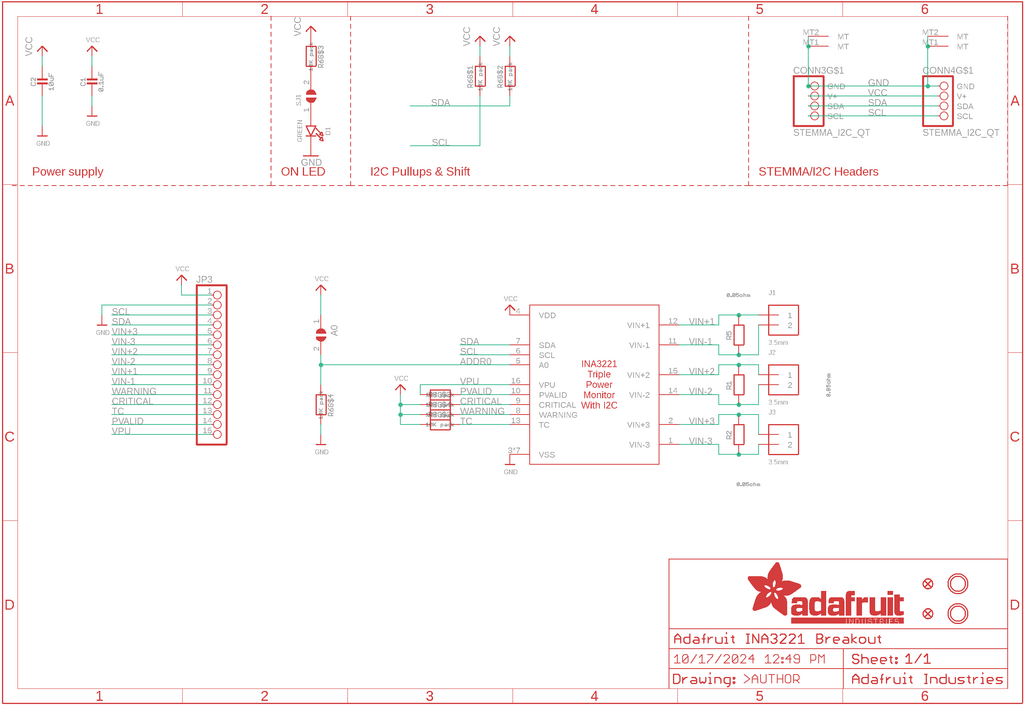 1 2 3 4 5 6
A A
B B
C C
D D
1 2 3 4 5 6
VCC VCC
C2 10uF C1 0.1uF
GND GND
Power supply
VCC
R6B$3
SJ1 2 1
GREEN D1
GND
ON LED
VCC VCC
R6B$1 R6B$2
SDA
SCL
I2C Pullups & Shift
MT2 MT MT
MT1 MT MT1 MT
CONN3G$1 CONN4G$1
GND GND GND
V+ VCC V+
SDA SDA SDA
SCL SCL SCL
STEMMA_I2C_QT STEMMA_I2C_QT
STEMMA/I2C Headers
VCC
JP3
1
2
GND
SCL 3
SDA 4
VIN+3 5
VIN-3 6
VIN+2 7
VIN-2 8
VIN+1 9
VIN-1 10
WARNING 11
CRITICAL 12
TC 13
PVALID 14
VPU 15
VCC
1 A0 2
R6B$4
GND
VCC
4 VDD
SDA 7 SDA
SCL 6 SCL
ADDR0 5 A0
VCC
VPU 16 VPU
PVALID 10 PVALID
CRITICAL 9 CRITICAL
WARNING 8 WARNING
TC 13 TC
3*7 VSS
GND
INA3221
Triple
Power
Monitor
With I2C
VIN+1 12 VIN+1
VIN-1 11 VIN-1
VIN+2 15 VIN+2
VIN-2 14 VIN-2
VIN+3 2 VIN+3
VIN-3 1 VIN-3
0.05ohm J1
R5 1
2
3.5mm
J2
R1 1
2
0.05ohm
3.5mm
J3
R2 1
2
3.5mm
0.05ohm
adafruit
INDUSTRIES
Adafruit INA3221 Breakout
10/17/2024 12:49 PM Sheet: 1/1
Drawing: >AUTHOR Adafruit Industries